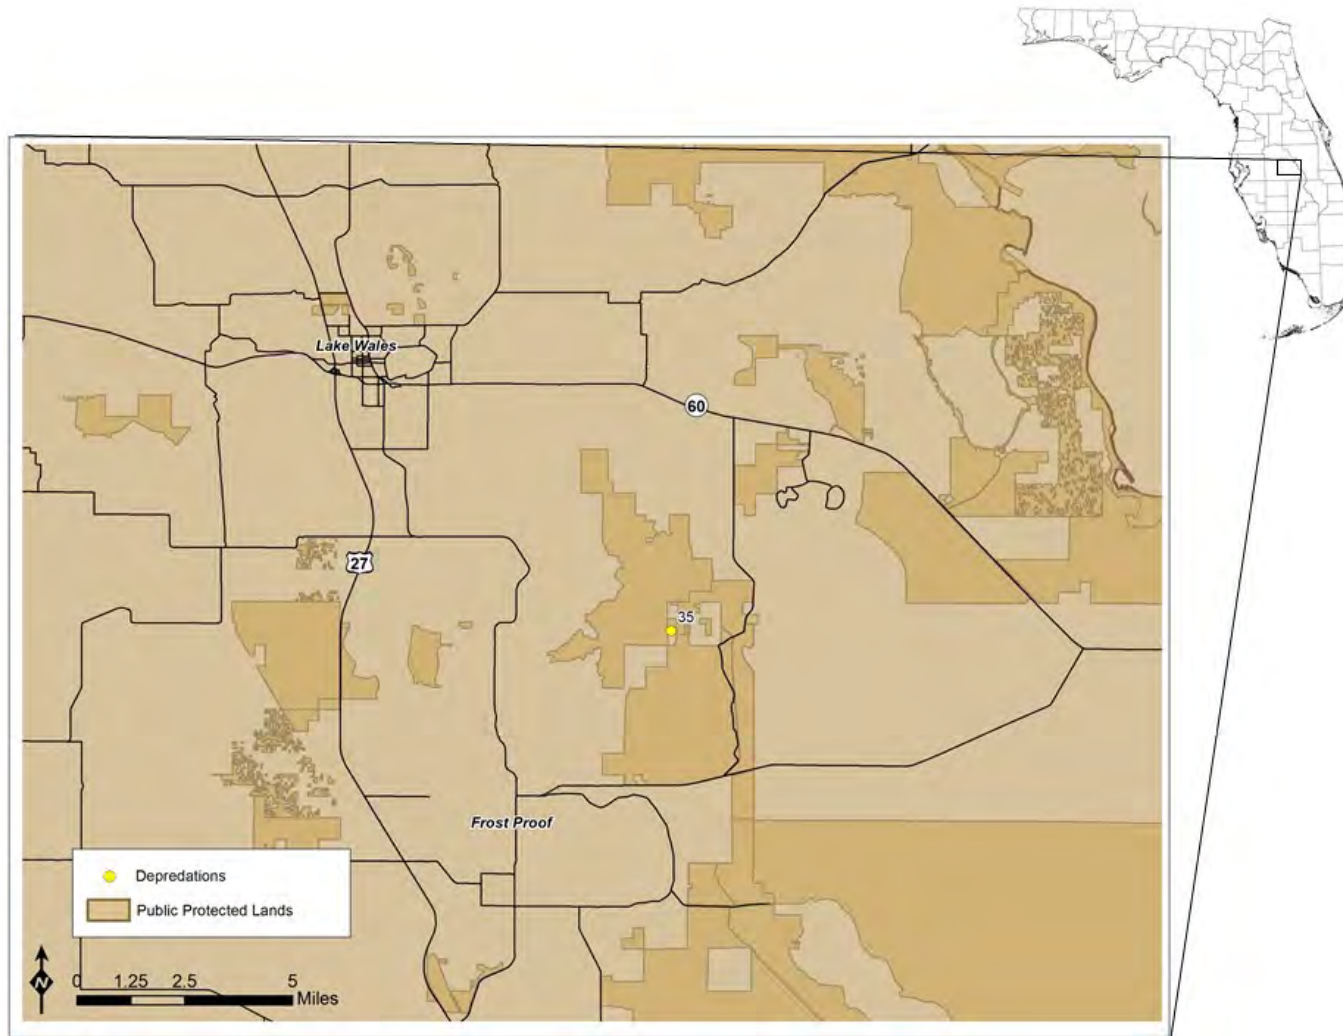 Lake Wales
60
27
35
Frost Proof
Depredations
Public Protected Lands
N
0 1.25 2.5 5
Miles